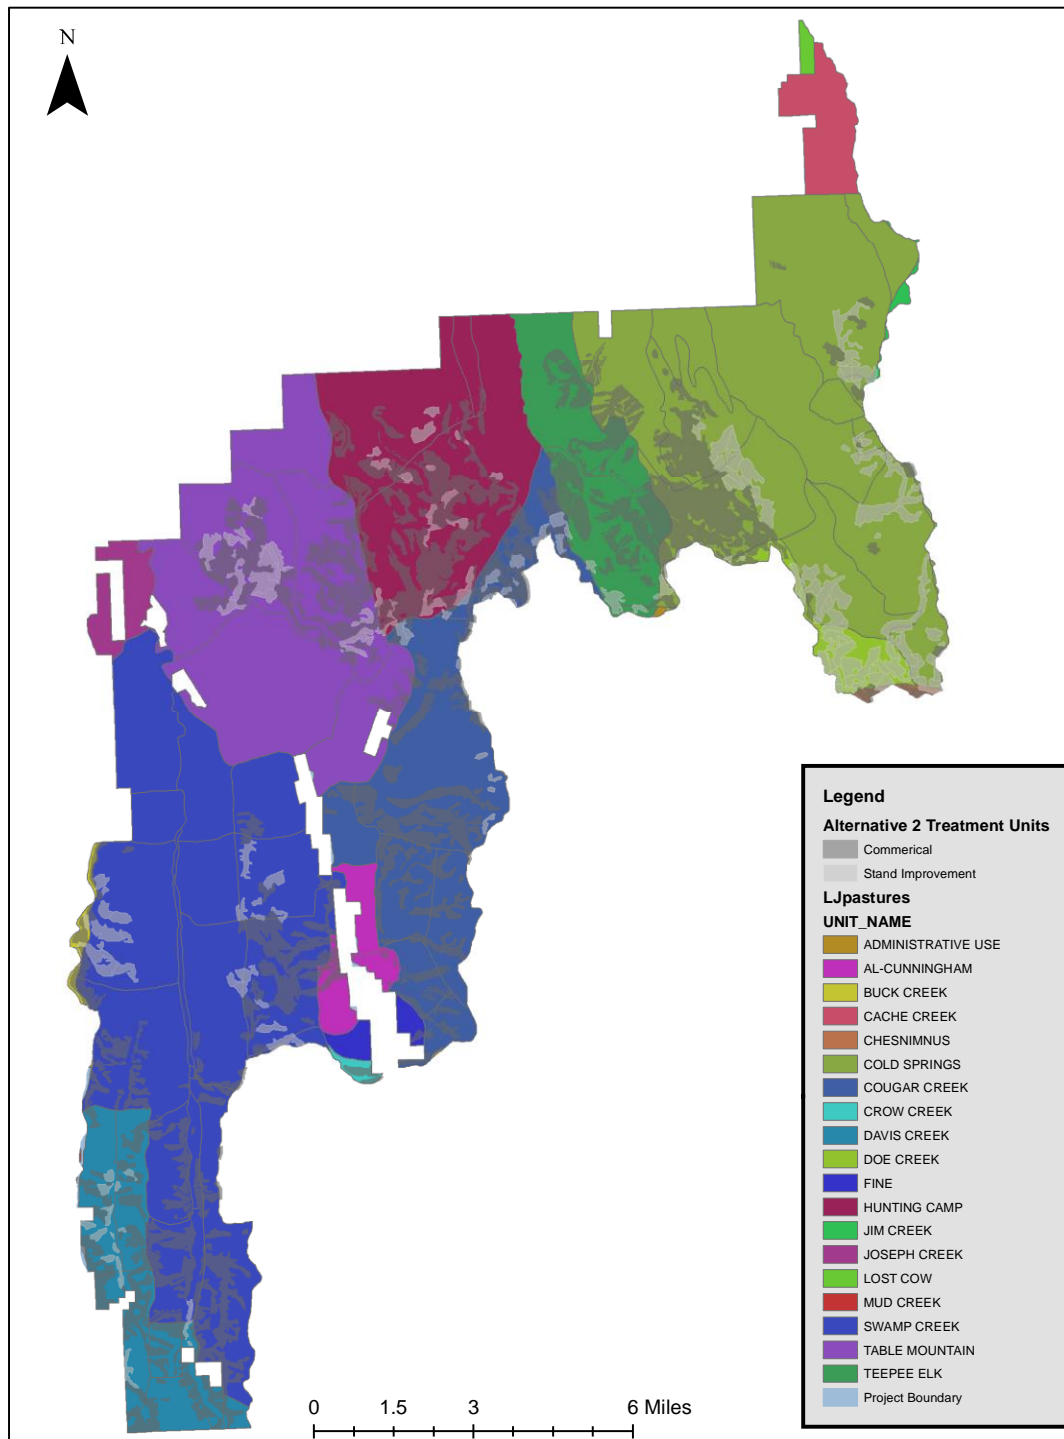 N
Legend
Alternative 2 Treatment Units
Commerical
Stand Improvement
LJpastures
UNIT_NAME
ADMINISTRATIVE USE
AL-CUNNINGHAM
BUCK CREEK
CACHE CREEK
CHESNIMNUS
COLD SPRINGS
COUGAR CREEK
CROW CREEK
DAVIS CREEK
DOE CREEK
FINE
HUNTING CAMP
JIM CREEK
JOSEPH CREEK
LOST COW
MUD CREEK
SWAMP CREEK
TABLE MOUNTAIN
TEEPEE ELK
Project Boundary
0 1.5 3 6 Miles